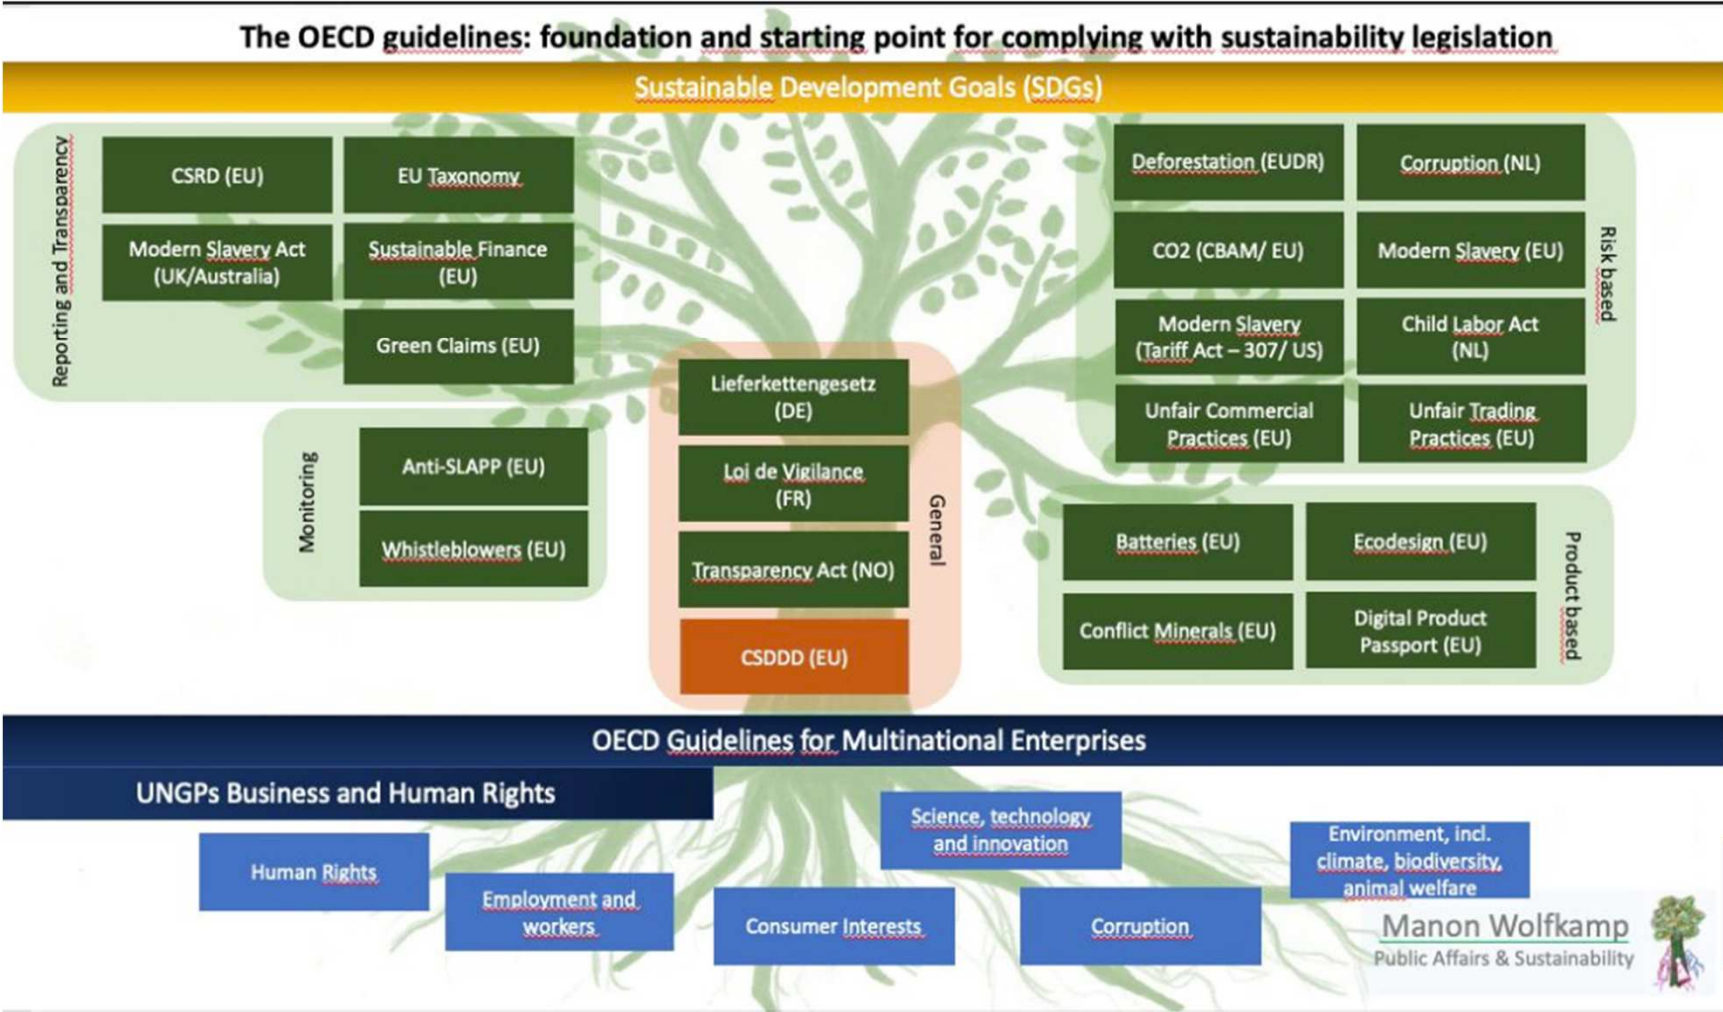 The OECD guidelines: foundation and starting point for complying with sustainability legislation
Sustainable Development Goals (SDGs)
Reporting and Transparency
CSRD (EU)
EU Taxonomy
Modern Slavery Act
(UK/Australia)
Sustainable Finance
(EU)
Green Claims (EU)
Monitoring
Anti-SLAPP (EU)
Whistleblowers (EU)
Lieferkettengesetz
(DE)
Loi de Vigilance
(FR)
Transparency Act (NO)
CSDDD (EU)
General
Deforestation (EUDR)
Corruption (NL)
CO2 (CBAM/ EU)
Modern Slavery (EU)
Modern Slavery
(Tariff Act – 307/ US)
Child Labor Act
(NL)
Unfair Commercial
Practices (EU)
Unfair Trading
Practices (EU)
Risk based
Batteries (EU)
Ecodesign (EU)
Conflict Minerals (EU)
Digital Product
Passport (EU)
Product based
OECD Guidelines for Multinational Enterprises
UNGPs Business and Human Rights
Human Rights
Employment and
workers
Consumer Interests
Science, technology
and innovation
Corruption
Environment, incl.
climate, biodiversity,
animal welfare
Manon Wolfkamp
Public Affairs & Sustainability